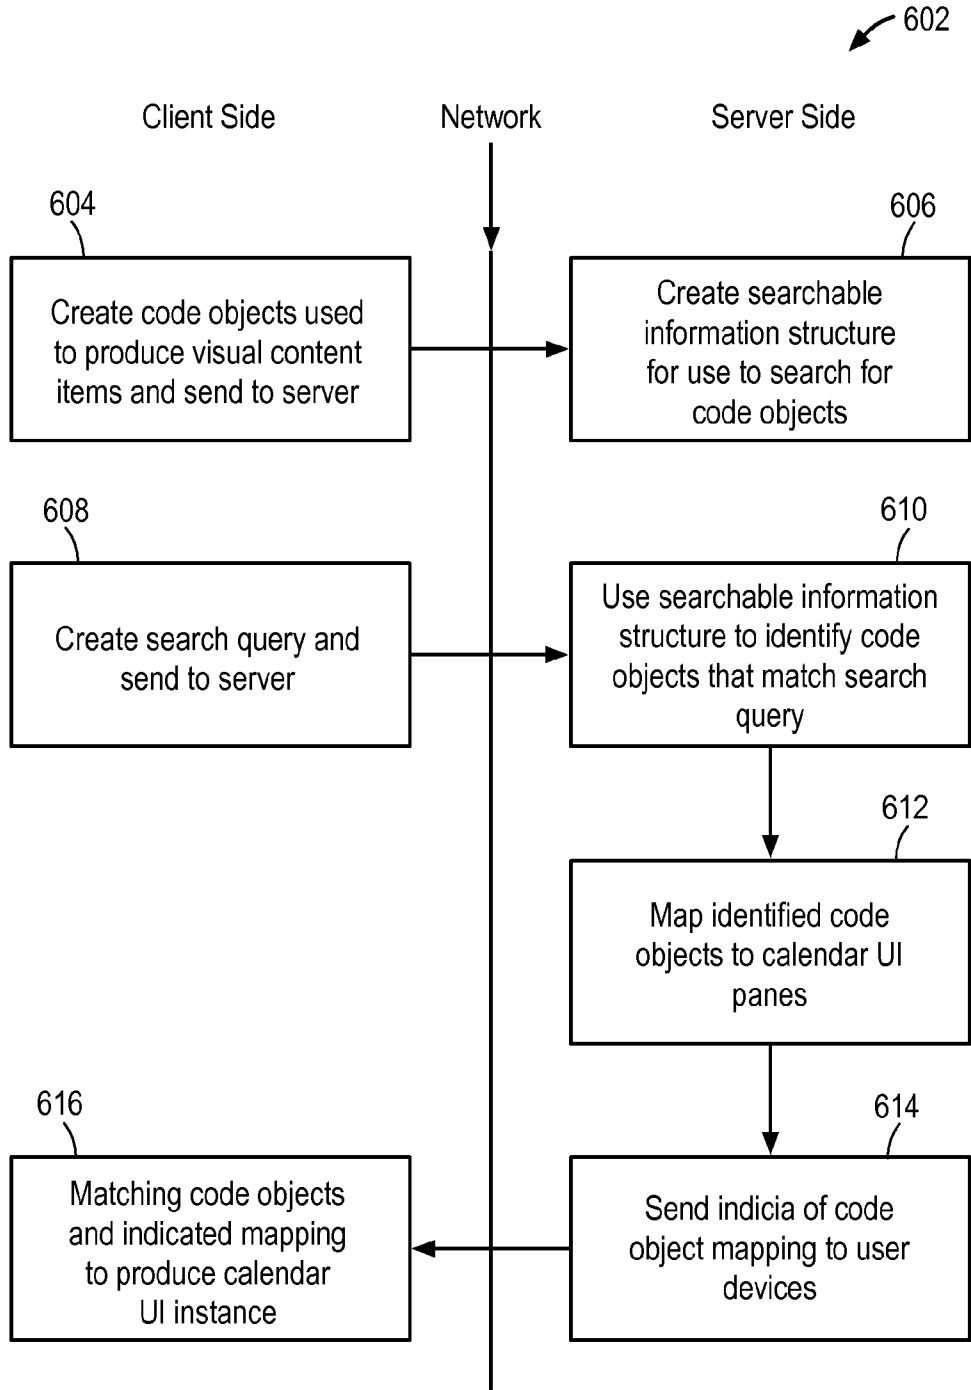 602
Client Side
Network
Server Side
604
Create code objects used
to produce visual content
items and send to server
606
Create searchable
information structure
for use to search for
code objects
608
Create search query and
send to server
610
Use searchable information
structure to identify code
objects that match search
query
612
Map identified code
objects to calendar UI
panes
614
Send indicia of code
object mapping to user
devices
616
Matching code objects
and indicated mapping
to produce calendar
UI instance